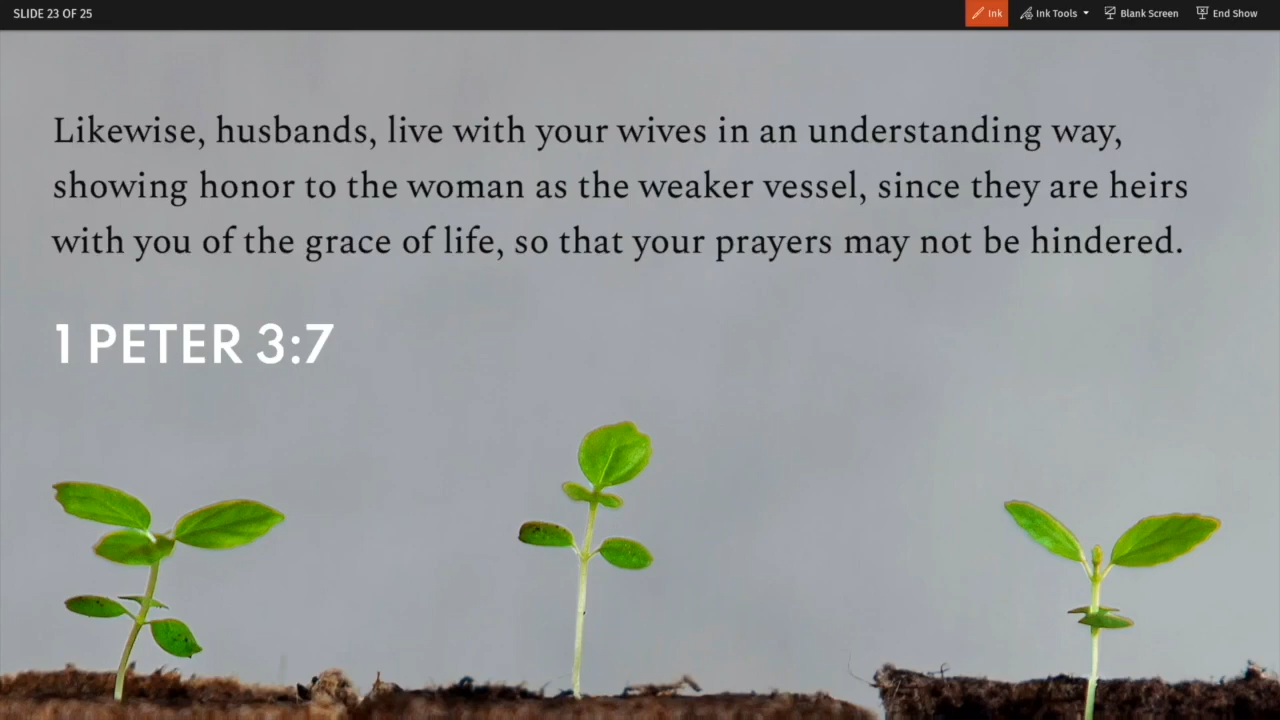 SLIDE 23 OF 25
Ink
Ink Tools
Blank Screen
End Show
Likewise, husbands, live with your wives in an understanding way,
showing honor to the woman as the weaker vessel, since they are heirs
with you of the grace of life, so that your prayers may not be hindered.
1 PETER 3:7